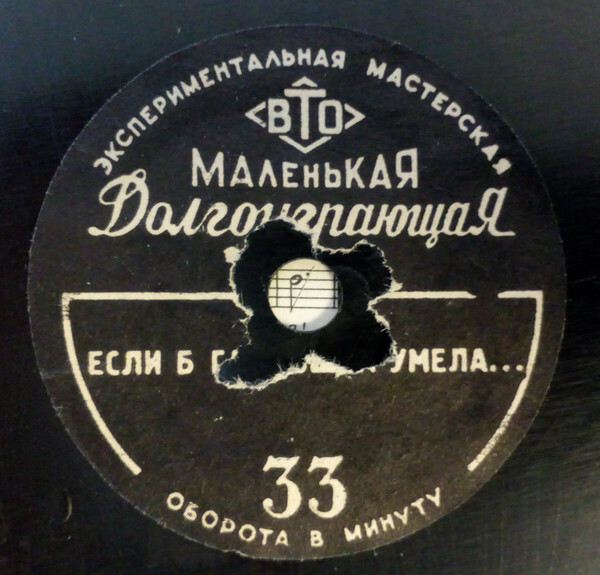 ЭКСПЕРИМЕНТАЛЬНАЯ МАСТЕРСКАЯ
ВТО
МАЛЕНЬКАЯ
ДОЛГОИГРАЮЩАЯ
ЕСЛИ Б УМЕЛА...
33
ОБОРОТА В МИНУТУ